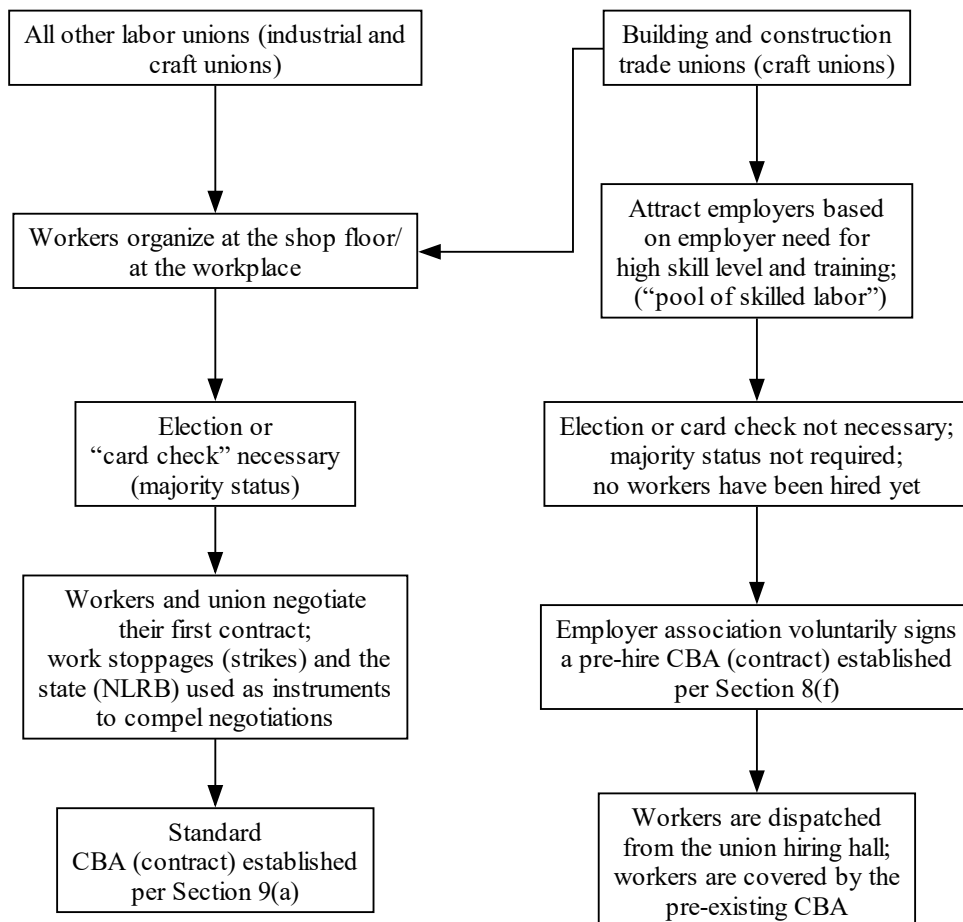 All other labor unions (industrial and
craft unions)
Building and construction
trade unions (craft unions)
Workers organize at the shop floor/
at the workplace
Attract employers based
on employer need for
high skill level and training;
(“pool of skilled labor”)
Election or
“card check” necessary
(majority status)
Election or card check not necessary;
majority status not required;
no workers have been hired yet
Workers and union negotiate
their first contract;
work stoppages (strikes) and the
state (NLRB) used as instruments
to compel negotiations
Employer association voluntarily signs
a pre-hire CBA (contract) established
per Section 8(f)
Standard
CBA (contract) established
per Section 9(a)
Workers are dispatched
from the union hiring hall;
workers are covered by the
pre-existing CBA